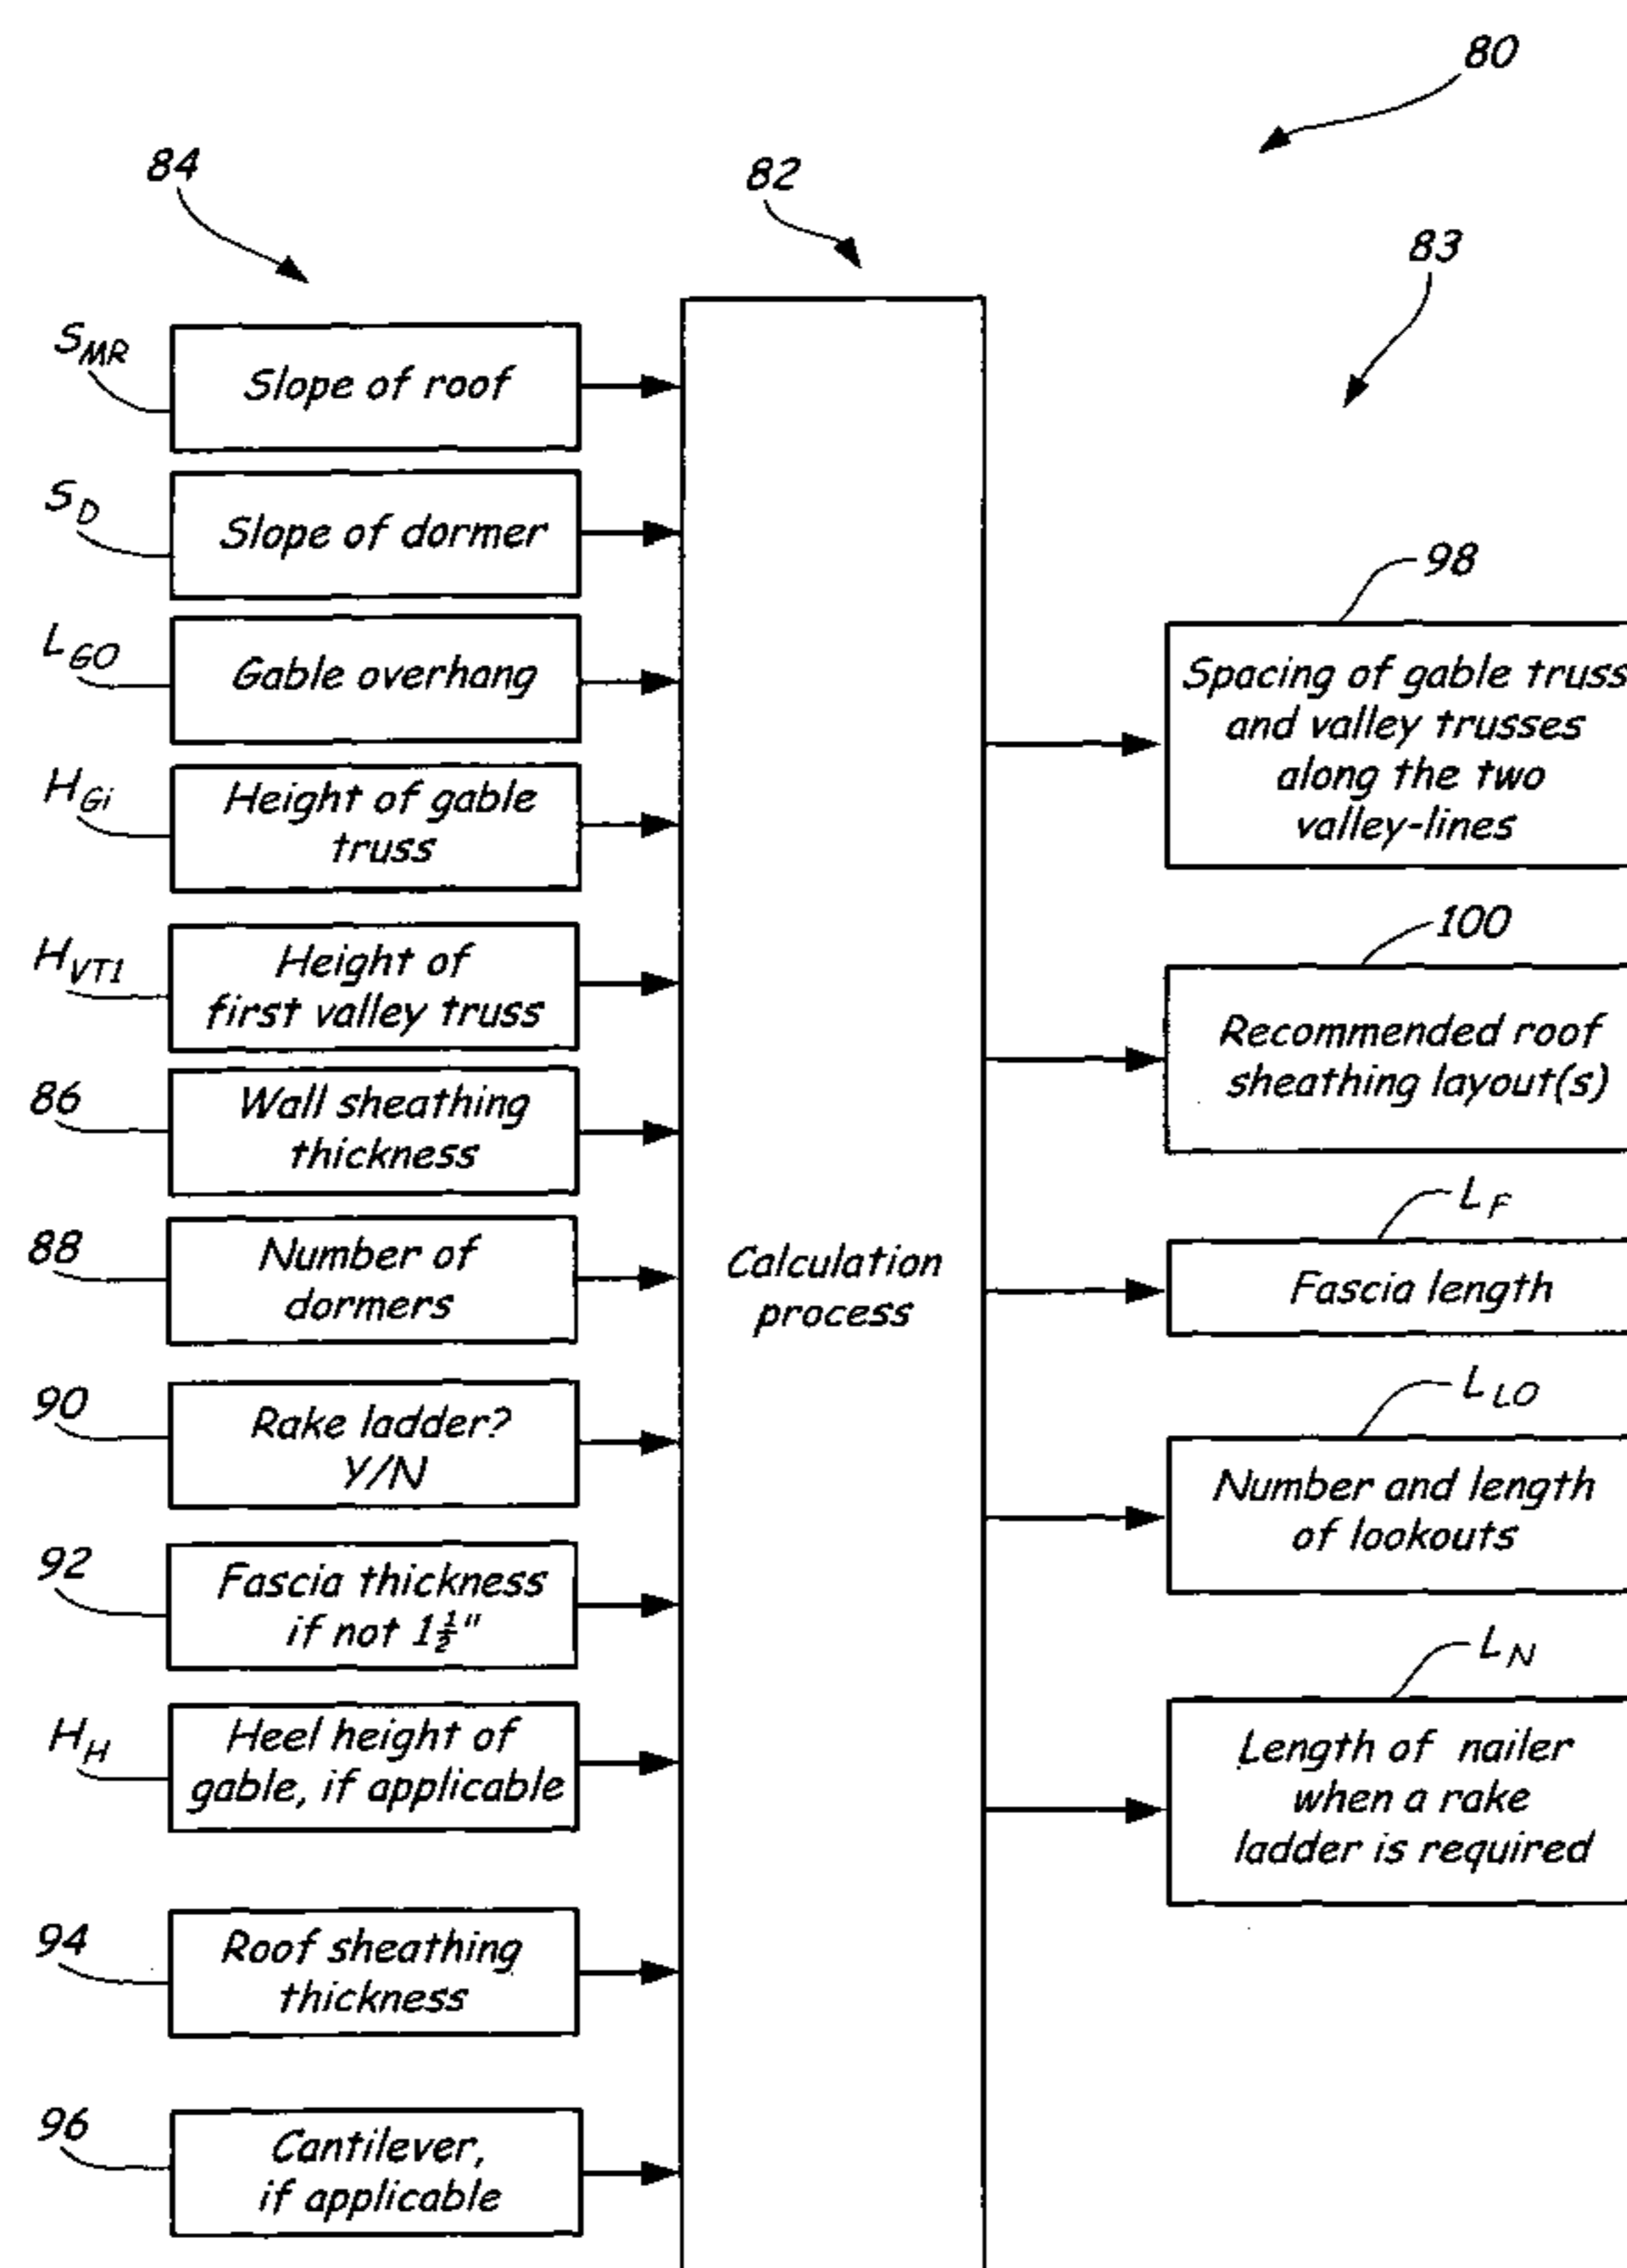 80
84
82
83
S_MR
Slope of roof
S_D
Slope of dormer
L_GO
Gable overhang
H_Gi
Height of gable
truss
H_VT1
Height of
first valley truss
86
Wall sheathing
thickness
88
Number of
dormers
90
Rake ladder?
Y/N
92
Fascia thickness
if not 1½"
H_H
Heel height of
gable, if applicable
94
Roof sheathing
thickness
96
Cantilever,
if applicable
Calculation
process
98
Spacing of gable truss
and valley trusses
along the two
valley-lines
100
Recommended roof
sheathing layout(s)
L_F
Fascia length
L_LO
Number and length
of lookouts
L_N
Length of nailer
when a rake
ladder is required